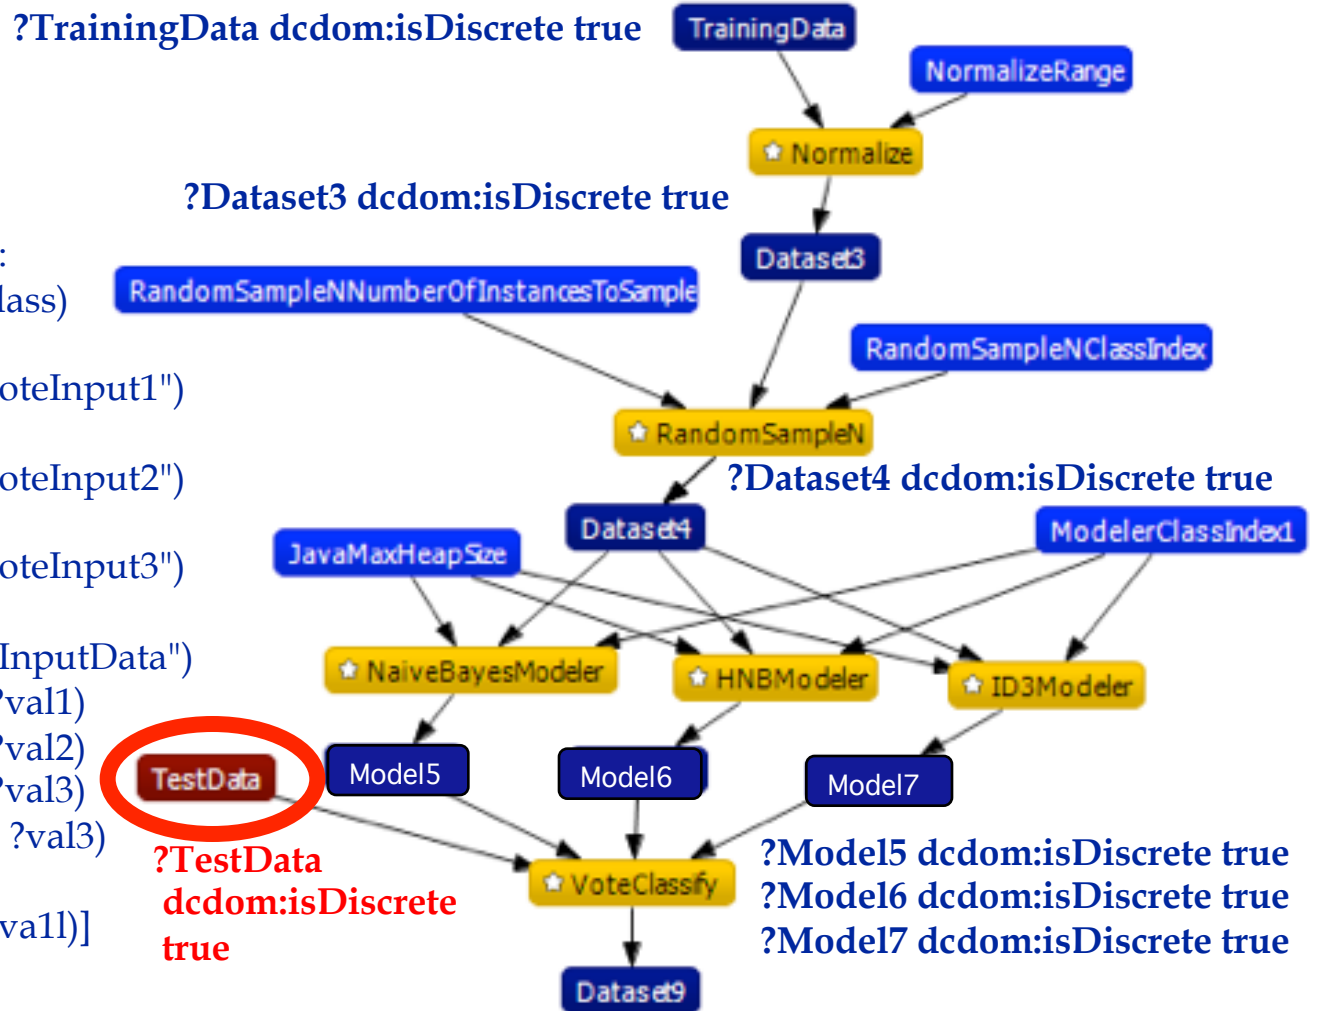 ?TrainingData dcdom:isDiscrete true
TrainingData
NormalizeRange
Normalize
?Dataset3 dcdom:isDiscrete true
Dataset3
:
lass)
RandomSampleNNumberOfInstancesToSample
RandomSampleNClassIndex
oteInput1")
RandomSampleN
oteInput2")
?Dataset4 dcdom:isDiscrete true
Dataset4
ModelerClassIndex1
JavaMaxHeapSize
oteInput3")
InputData")
NaiveBayesModeler
HNBModeler
ID3Modeler
?val1)
?val2)
?val3)
?val3)
TestData
Model5
Model6
Model7
?TestData
dcdom:isDiscrete
true
VoteClassify
?Model5 dcdom:isDiscrete true
?Model6 dcdom:isDiscrete true
?Model7 dcdom:isDiscrete true
va1l)]
Dataset9